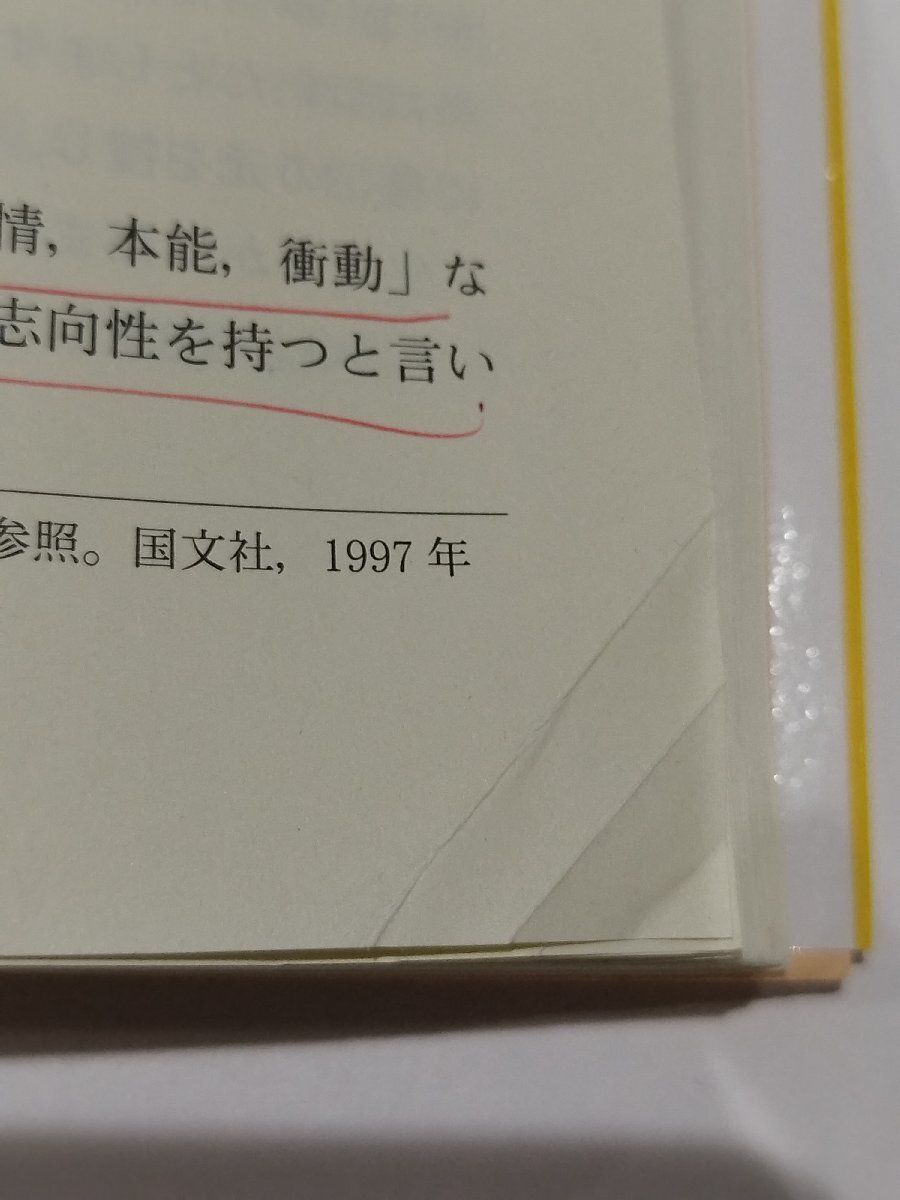 情， 本能， 衝動」な
志向性を持つと言い
参照。国文社， 1997 年